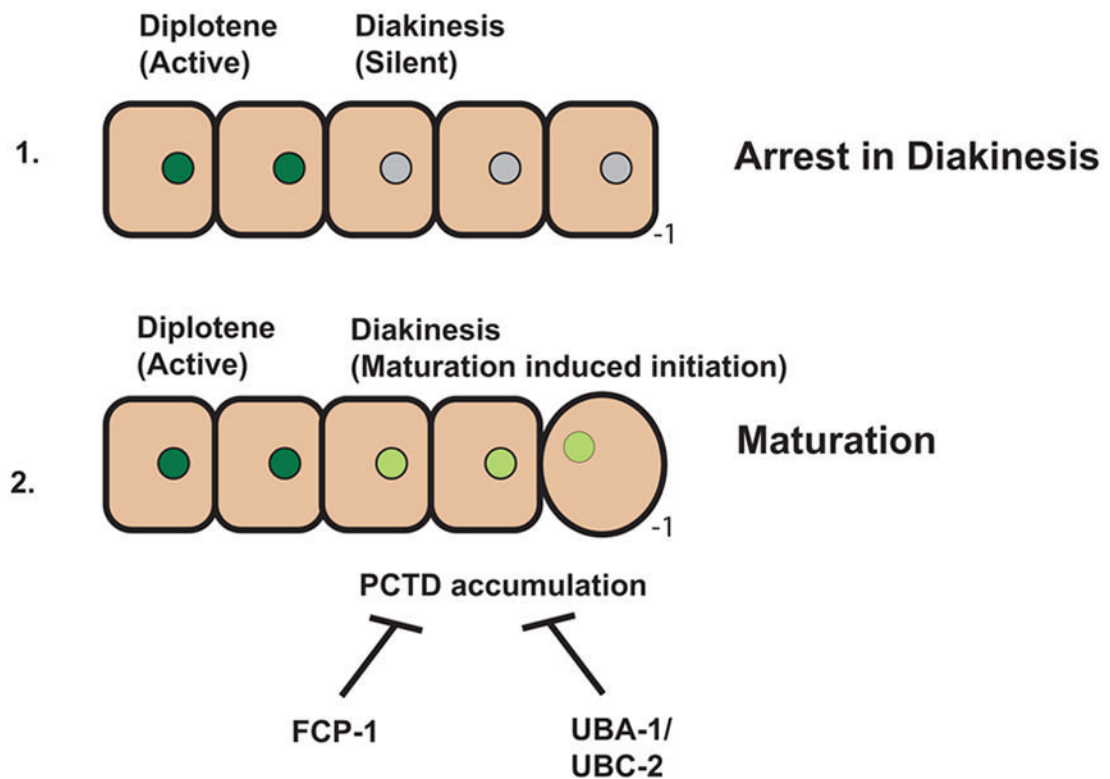 Diplotene
(Active)
Diakinesis
(Silent)
1.
Arrest in Diakinesis
-1
Diplotene
(Active)
Diakinesis
(Maturation induced initiation)
Maturation
2.
-1
PCTD accumulation
FCP-1
UBA-1/
UBC-2